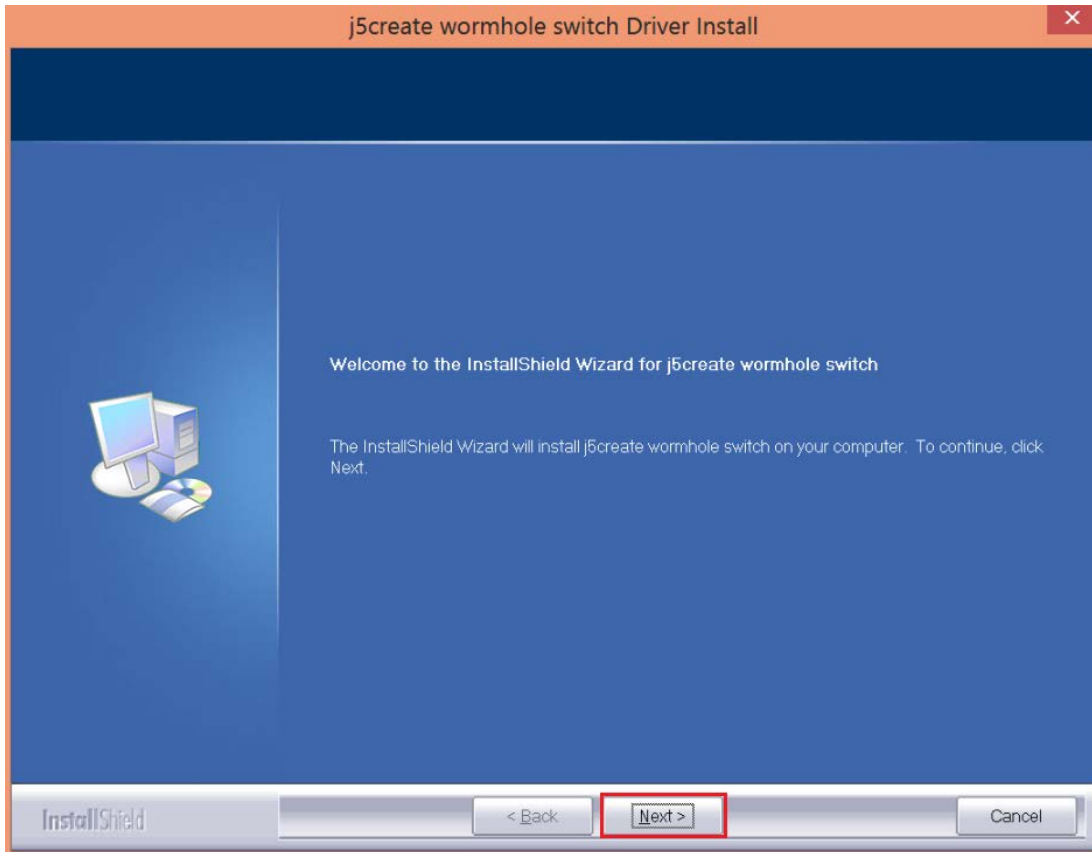 j5create wormhole switch Driver Install
Welcome to the InstallShield Wizard for j5create wormhole switch
The InstallShield Wizard will install j5create wormhole switch on your computer. To continue, click
Next.
InstallShield
< Back
Next >
Cancel